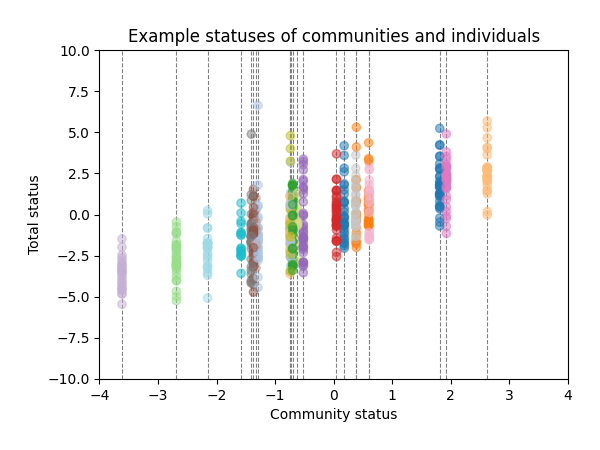 Example statuses of communities and individuals
10.0
7.5
5.0
2.5
0.0
−2.5
−5.0
−7.5
−10.0
Total status
−4 −3 −2 −1 0 1 2 3 4
Community status